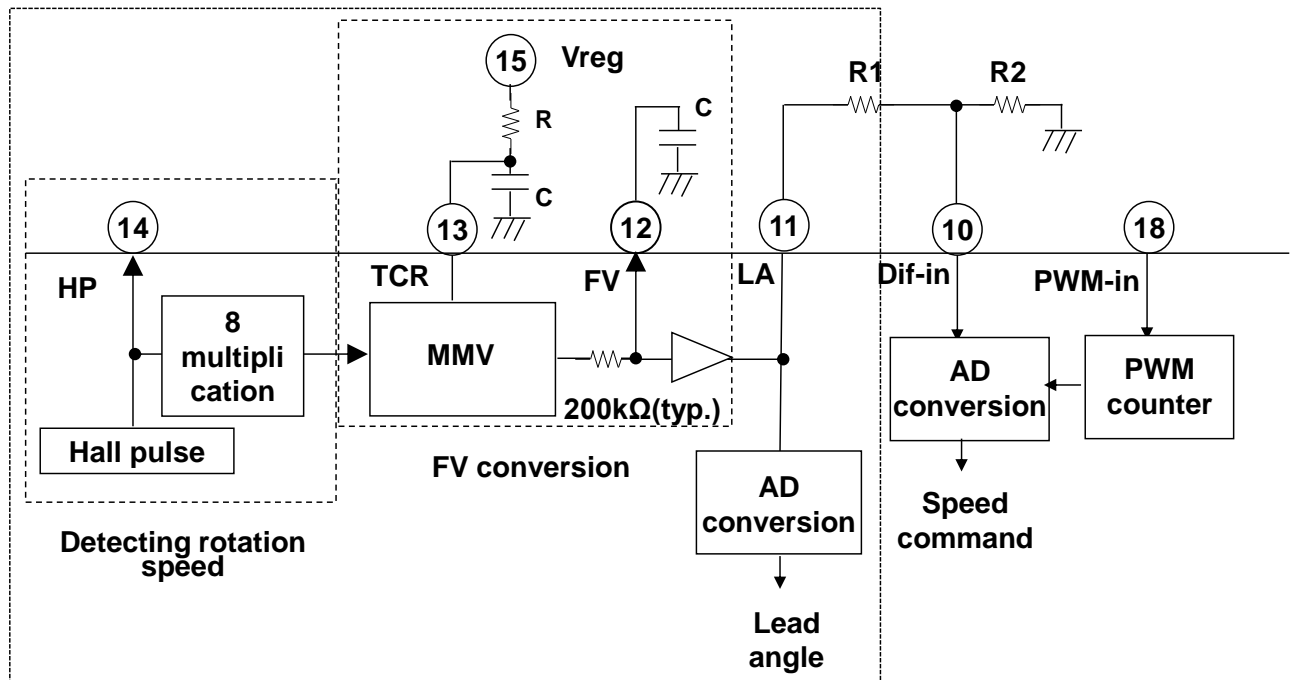 15
Vreg
R
C
C
R1
R2
14
13
12
11
10
18
HP
TCR
FV
LA
Dif-in
PWM-in
8
multipli
cation
MMV
200kΩ(typ.)
AD
conversion
PWM
counter
Hall pulse
FV conversion
AD
conversion
Speed
command
Detecting rotation
speed
Lead
angle